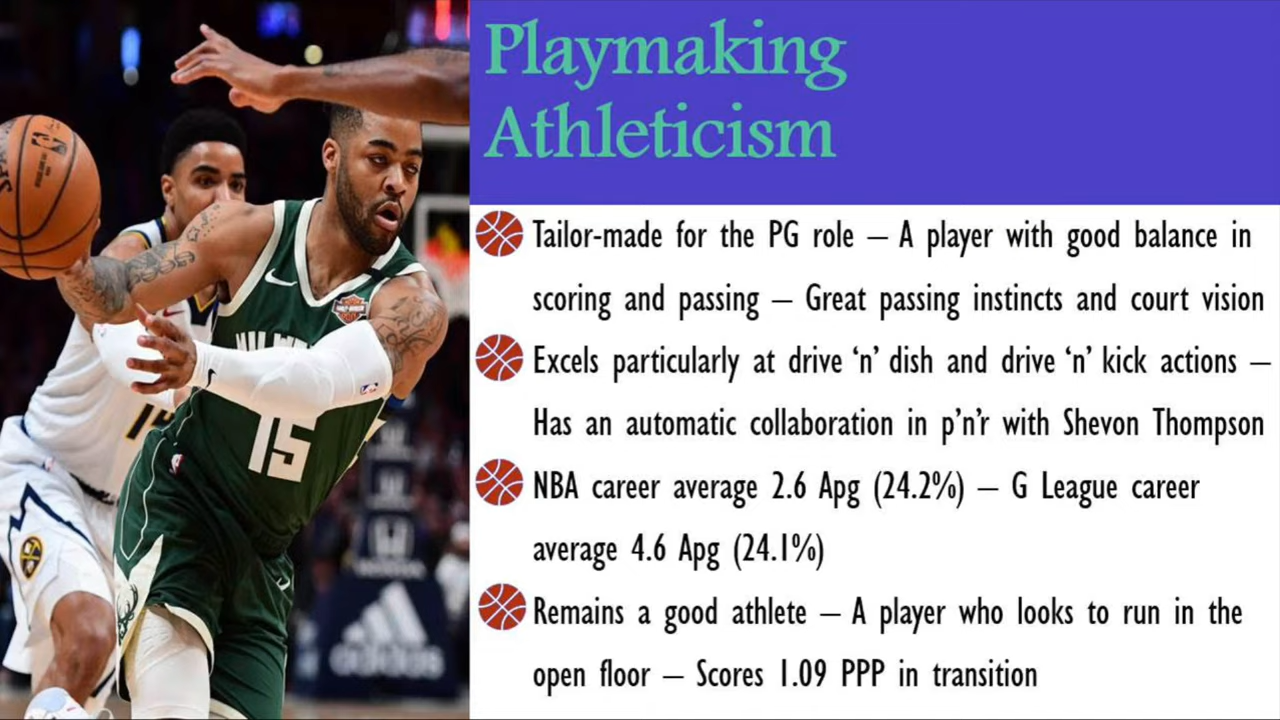 Playmaking
Athleticism
Tailor-made for the PG role – A player with good balance in
scoring and passing – Great passing instincts and court vision
Excels particularly at drive ‘n’ dish and drive ‘n’ kick actions –
Has an automatic collaboration in p’n’r with Shevon Thompson
NBA career average 2.6 Apg (24.2%) – G League career
average 4.6 Apg (24.1%)
Remains a good athlete – A player who looks to run in the
open floor – Scores 1.09 PPP in transition
15
adidas